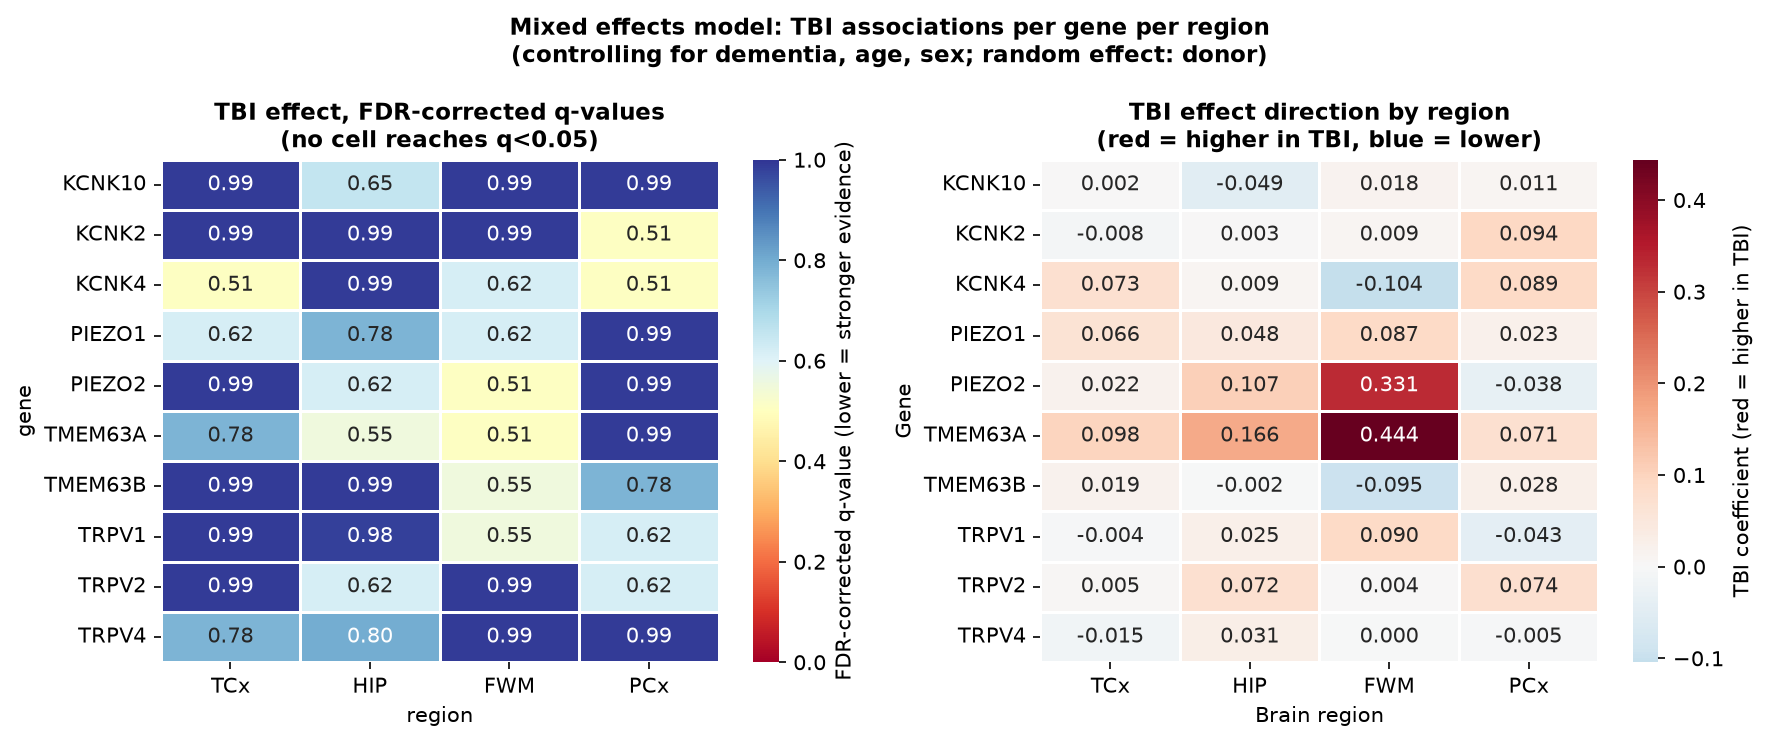 Mixed effects model: TBI associations per gene per region
(controlling for dementia, age, sex; random effect: donor)
TBI effect, FDR-corrected q-values
(no cell reaches q<0.05)
gene
KCNK10 0.99 0.65 0.99 0.99
KCNK2 0.99 0.99 0.99 0.51
KCNK4 0.51 0.99 0.62 0.51
PIEZO1 0.62 0.78 0.62 0.99
PIEZO2 0.99 0.62 0.51 0.99
TMEM63A 0.78 0.55 0.51 0.99
TMEM63B 0.99 0.99 0.55 0.78
TRPV1 0.99 0.98 0.55 0.62
TRPV2 0.99 0.62 0.99 0.62
TRPV4 0.78 0.80 0.99 0.99
TCx HIP FWM PCx
region
1.0
0.8
0.6
0.4
0.2
0.0
FDR-corrected q-value (lower = stronger evidence)
TBI effect direction by region
(red = higher in TBI, blue = lower)
Gene
KCNK10 0.002 -0.049 0.018 0.011
KCNK2 -0.008 0.003 0.009 0.094
KCNK4 0.073 0.009 -0.104 0.089
PIEZO1 0.066 0.048 0.087 0.023
PIEZO2 0.022 0.107 0.331 -0.038
TMEM63A 0.098 0.166 0.444 0.071
TMEM63B 0.019 -0.002 -0.095 0.028
TRPV1 -0.004 0.025 0.090 -0.043
TRPV2 0.005 0.072 0.004 0.074
TRPV4 -0.015 0.031 0.000 -0.005
TCx HIP FWM PCx
Brain region
0.4
0.3
0.2
0.1
0.0
−0.1
TBI coefficient (red = higher in TBI)